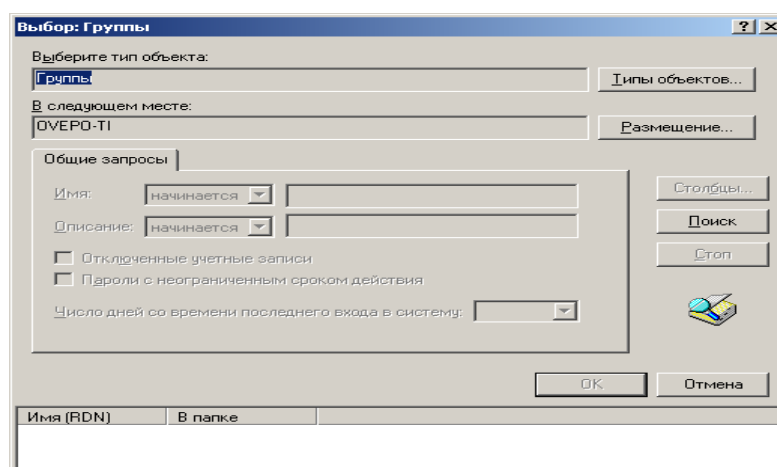 Выбор: Группы
Выберите тип объекта:
Группы
Типы объектов...
В следующем месте:
OVEPO-TI
Размещение...
Общие запросы
Имя: начинается
Описание: начинается
Отключенные учетные записи
Пароли с неограниченным сроком действия
Число дней со времени последнего входа в систему:
Столбцы...
Поиск
Стоп
OK
Отмена
Имя (RDN) В папке